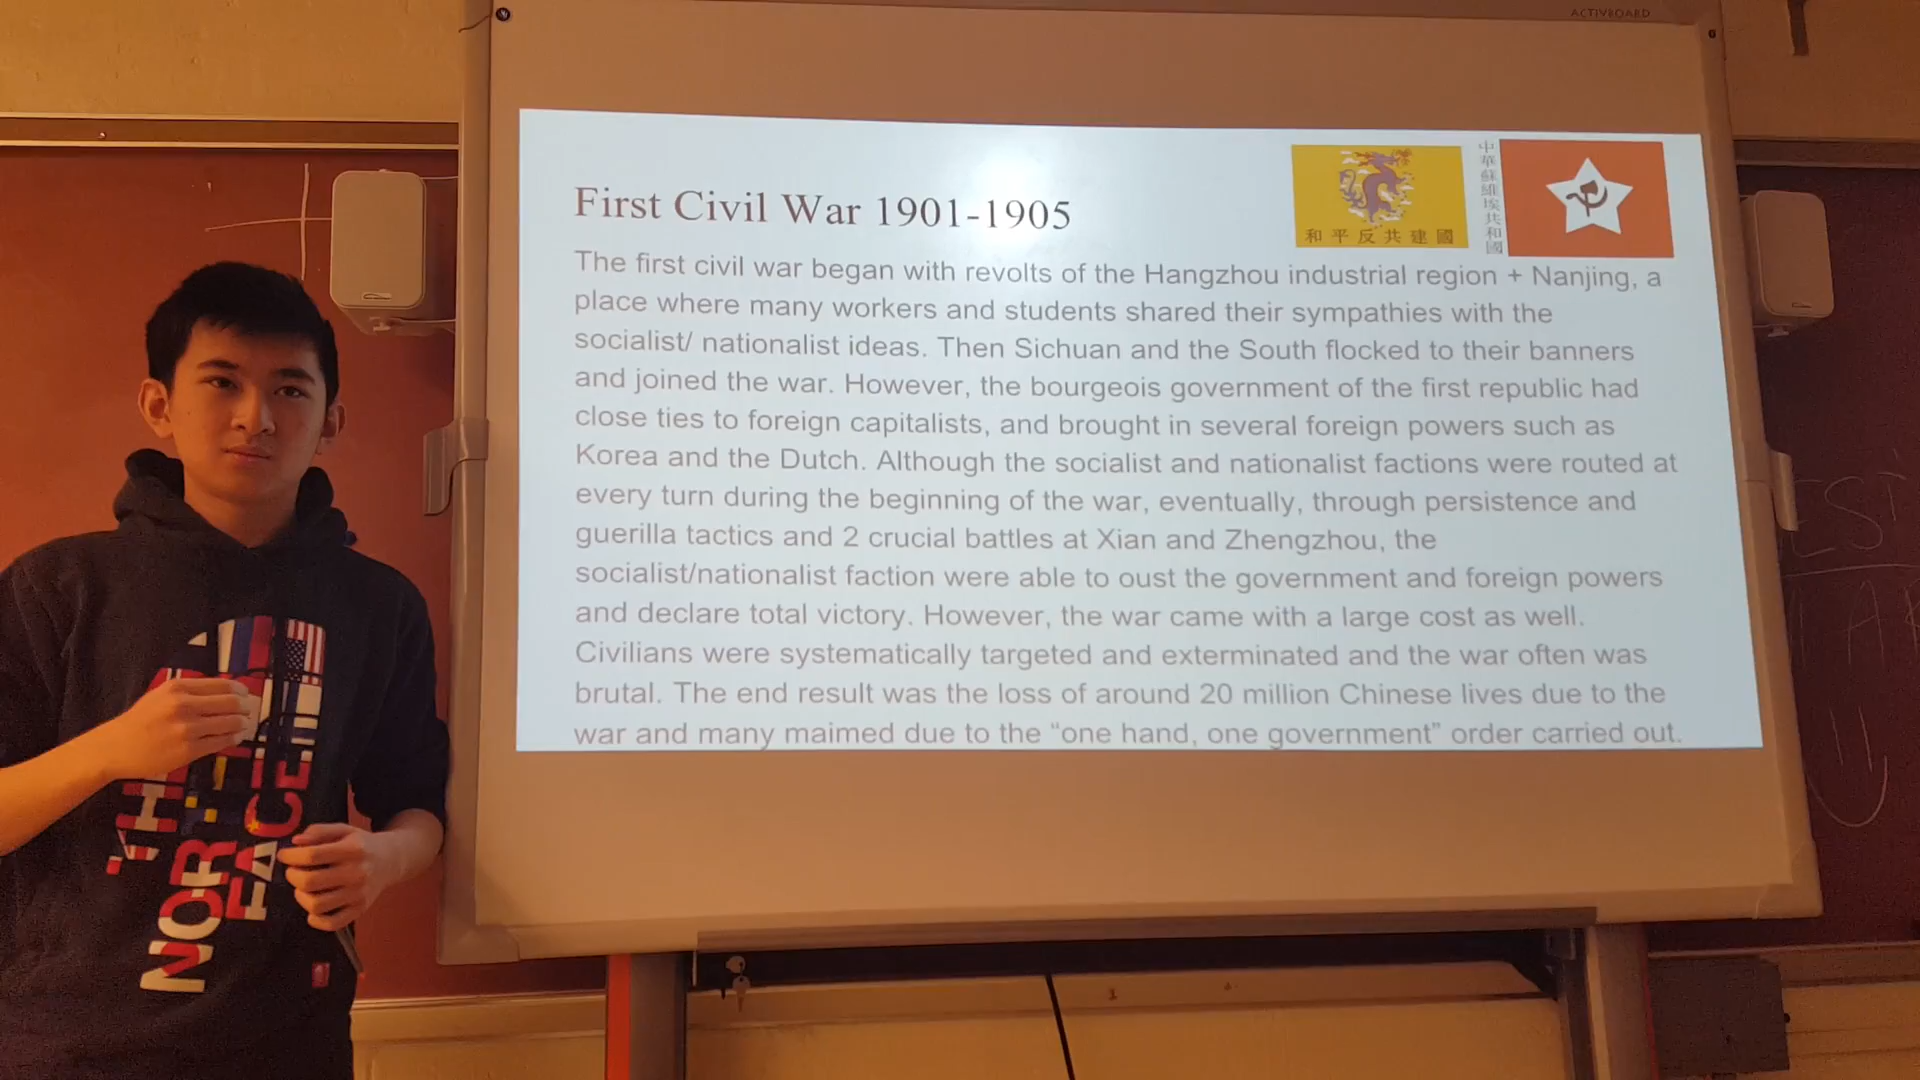 ACTIVBOARD
First Civil War 1901-1905
和平反共建國
中華蘇維埃共和國
The first civil war began with revolts of the Hangzhou industrial region + Nanjing, a
place where many workers and students shared their sympathies with the
socialist/ nationalist ideas. Then Sichuan and the South flocked to their banners
and joined the war. However, the bourgeois government of the first republic had
close ties to foreign capitalists, and brought in several foreign powers such as
Korea and the Dutch. Although the socialist and nationalist factions were routed at
every turn during the beginning of the war, eventually, through persistence and
guerilla tactics and 2 crucial battles at Xian and Zhengzhou, the
socialist/nationalist faction were able to oust the government and foreign powers
and declare total victory. However, the war came with a large cost as well.
Civilians were systematically targeted and exterminated and the war often was
brutal. The end result was the loss of around 20 million Chinese lives due to the
war and many maimed due to the “one hand, one government” order carried out.
THE
NORTH
FACE